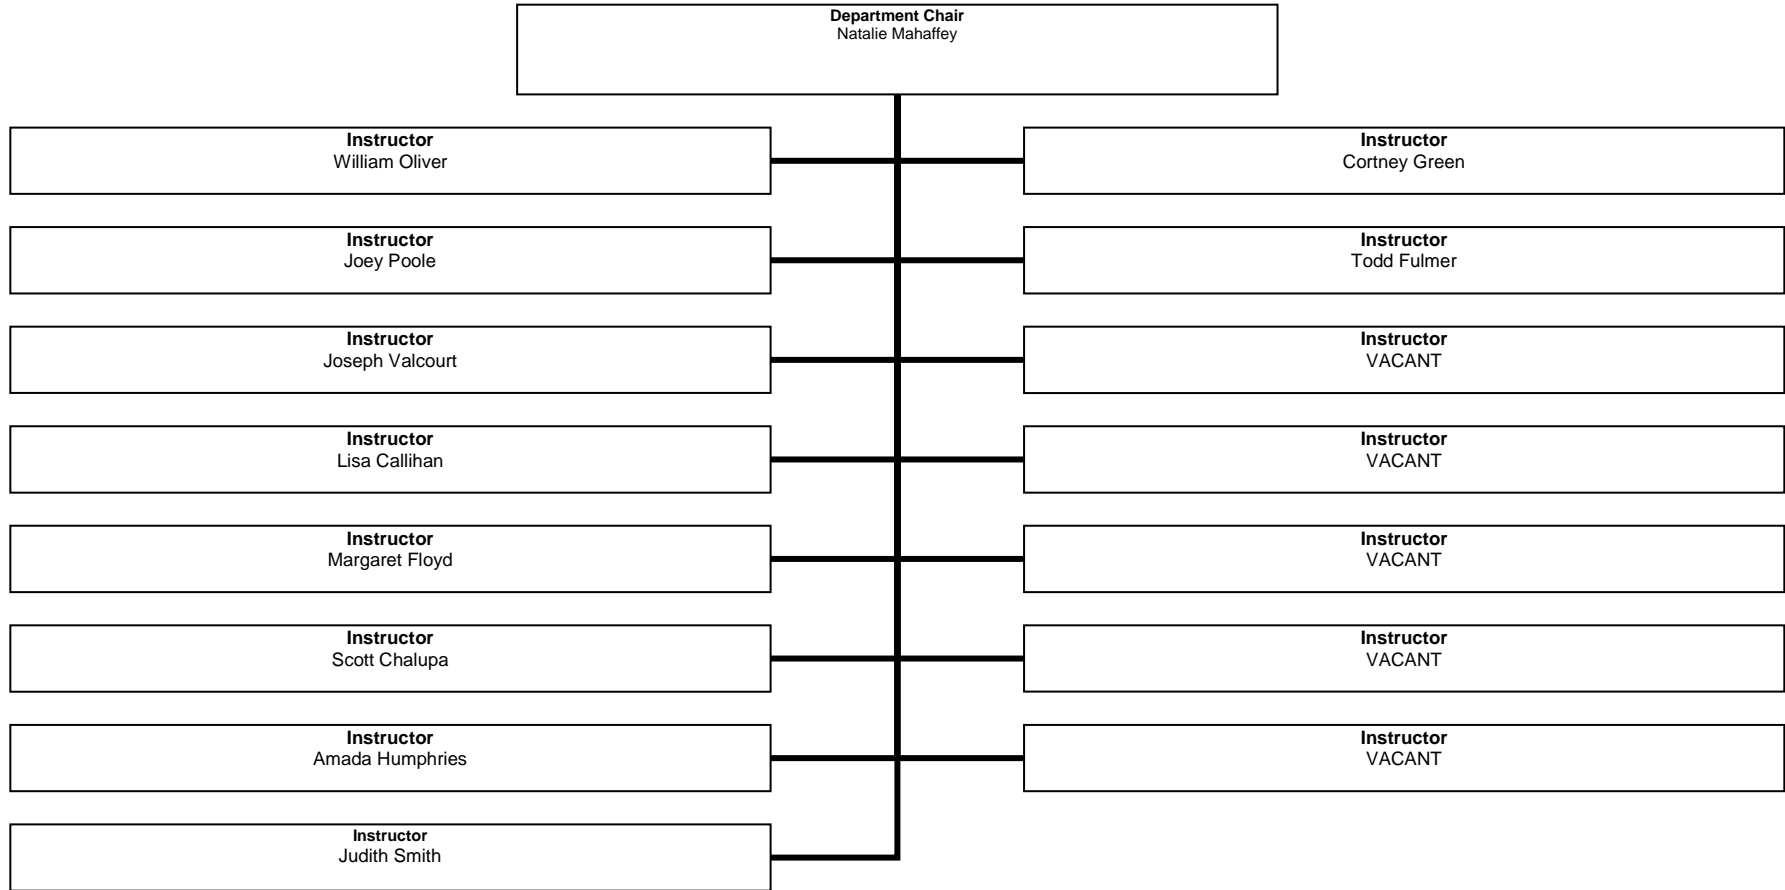 Department Chair
Natalie Mahaffey
Instructor
William Oliver
Instructor
Cortney Green
Instructor
Joey Poole
Instructor
Todd Fulmer
Instructor
Joseph Valcourt
Instructor
VACANT
Instructor
Lisa Callihan
Instructor
VACANT
Instructor
Margaret Floyd
Instructor
VACANT
Instructor
Scott Chalupa
Instructor
VACANT
Instructor
Amada Humphries
Instructor
VACANT
Instructor
Judith Smith